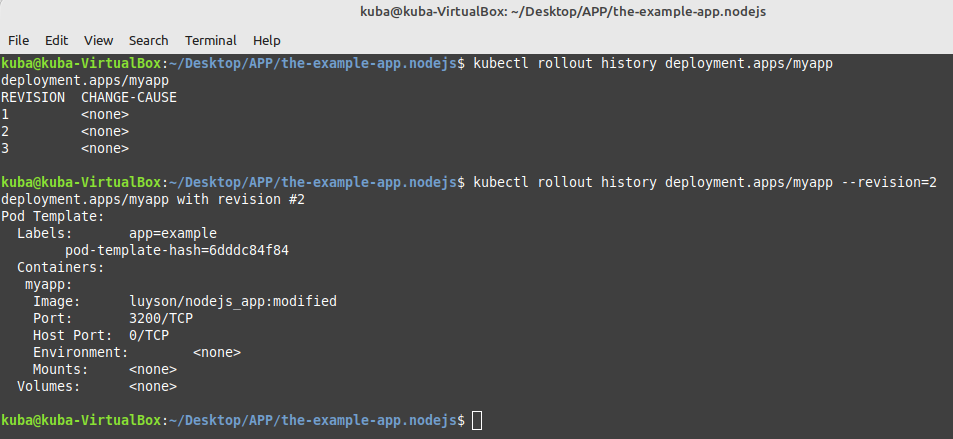 kuba@kuba-VirtualBox: ~/Desktop/APP/the-example-app.nodejs
File Edit View Search Terminal Help
kuba@kuba-VirtualBox:~/Desktop/APP/the-example-app.nodejs$ kubectl rollout history deployment.apps/myapp
deployment.apps/myapp
REVISION  CHANGE-CAUSE
1         <none>
2         <none>
3         <none>
kuba@kuba-VirtualBox:~/Desktop/APP/the-example-app.nodejs$ kubectl rollout history deployment.apps/myapp --revision=2
deployment.apps/myapp with revision #2
Pod Template:
  Labels:       app=example
        pod-template-hash=6dddc84f84
  Containers:
   myapp:
    Image:      luyson/nodejs_app:modified
    Port:       3200/TCP
    Host Port:  0/TCP
    Environment:        <none>
    Mounts:     <none>
  Volumes:      <none>
kuba@kuba-VirtualBox:~/Desktop/APP/the-example-app.nodejs$